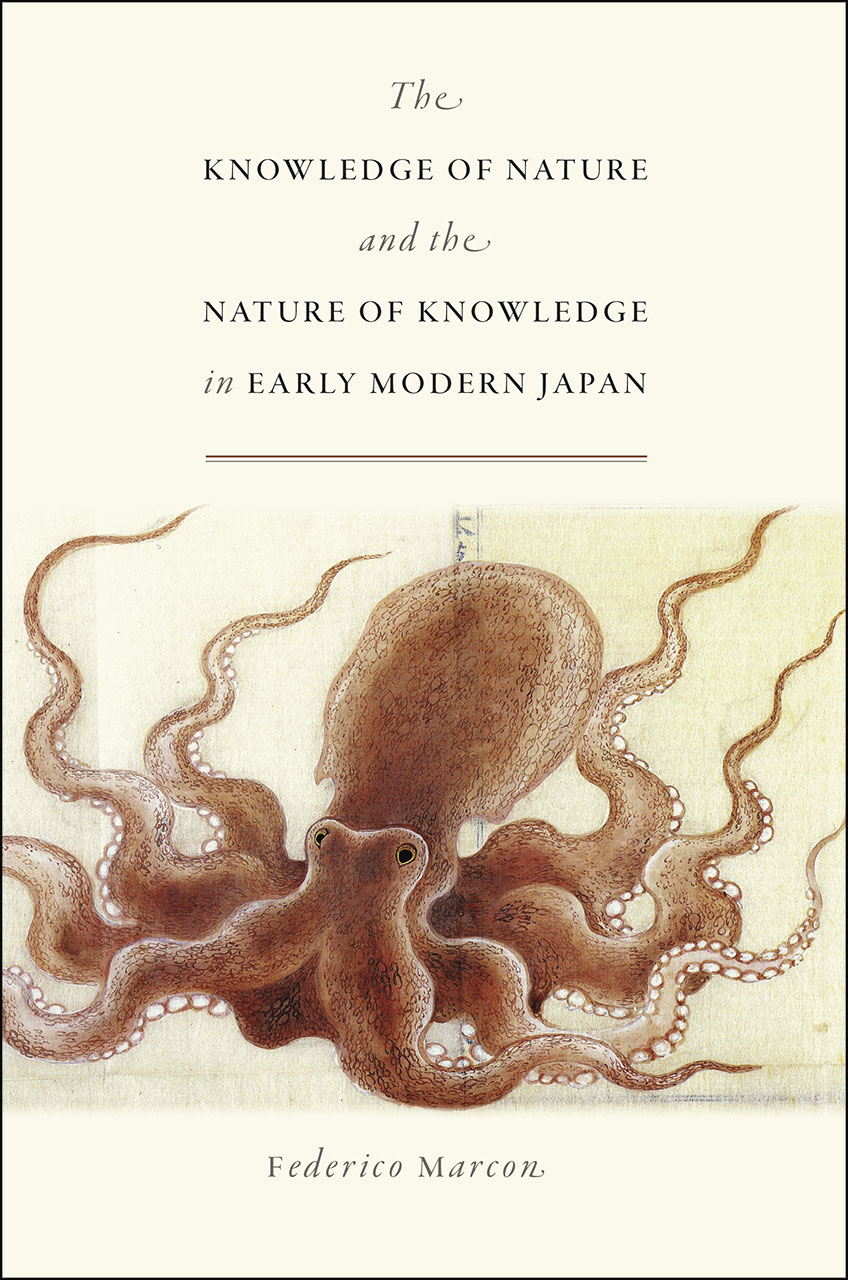 The
KNOWLEDGE OF NATURE
and the
NATURE OF KNOWLEDGE
in EARLY MODERN JAPAN
Federico Marcon